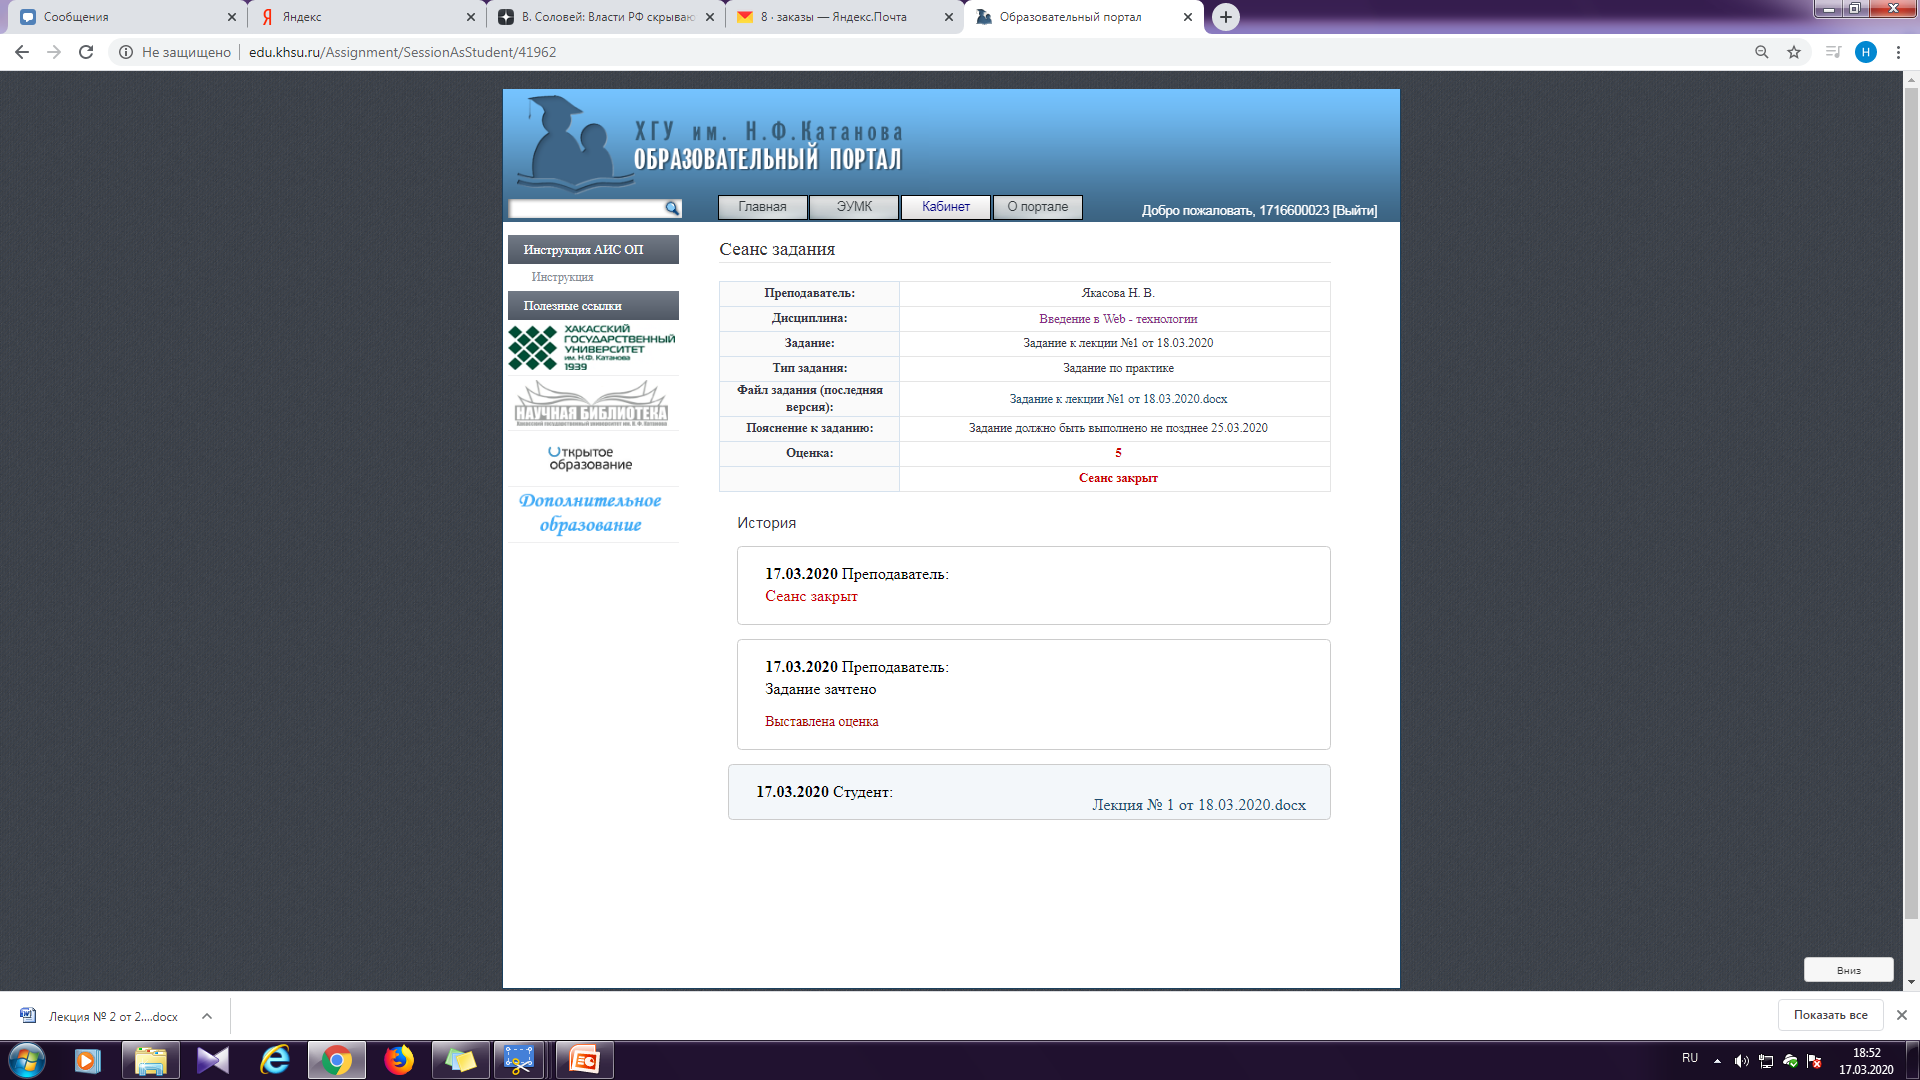 Сообщения
Яндекс
В. Соловей: Власти РФ скрываю
8 · заказы — Яндекс.Почта
Образовательный портал
Не защищено
edu.khsu.ru/Assignment/SessionAsStudent/41962
Н
ХГУ им. Н.Ф.Катанова
ОБРАЗОВАТЕЛЬНЫЙ ПОРТАЛ
Главная
ЭУМК
Кабинет
О портале
Добро пожаловать, 1716600023 [Выйти]
Инструкция АИС ОП
Инструкция
Полезные ссылки
ХАКАССКИЙ
ГОСУДАРСТВЕННЫЙ
УНИВЕРСИТЕТ
им. Н.Ф. Катанова
1939
НАУЧНАЯ БИБЛИОТЕКА
Открытое
образование
Дополнительное
образование
Сеанс задания
Преподаватель: Якасова Н. В.
Дисциплина: Введение в Web - технологии
Задание: Задание к лекции №1 от 18.03.2020
Тип задания: Задание по практике
Файл задания (последняя версия): Задание к лекции №1 от 18.03.2020.docx
Пояснение к заданию: Задание должно быть выполнено не позднее 25.03.2020
Оценка: 5
Сеанс закрыт
История
17.03.2020 Преподаватель:
Сеанс закрыт
17.03.2020 Преподаватель:
Задание зачтено
Выставлена оценка
17.03.2020 Студент:
Лекция № 1 от 18.03.2020.docx
Вниз
Лекция № 2 от 2....docx
Показать все
RU
18:52
17.03.2020